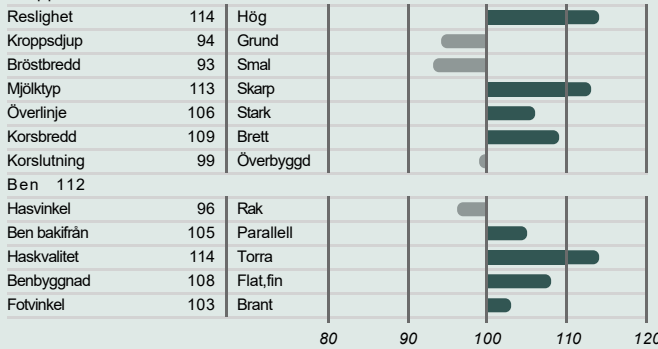 Reslighet 114 Hög
Kroppsdjup 94 Grund
Bröstbredd 93 Smal
Mjölktyp 113 Skarp
Överlinje 106 Stark
Korsbredd 109 Brett
Korslutning 99 Överbyggd
Ben 112
Hasvinkel 96 Rak
Ben bakifrån 105 Parallell
Haskvalitet 114 Torra
Benbyggnad 108 Flat,fin
Fotvinkel 103 Brant
80 90 100 110 120